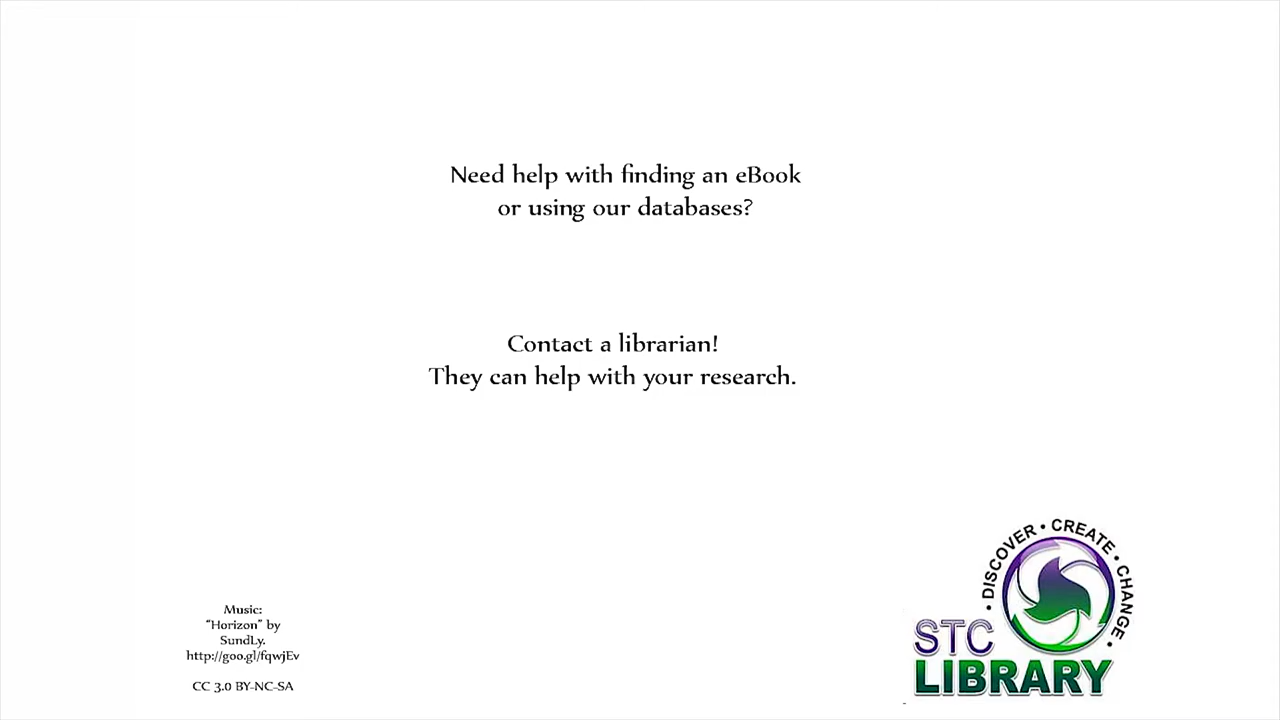 Need help with finding an eBook
or using our databases?
Contact a librarian!
They can help with your research.
Music:
“Horizon” by
SundLy.
http://goo.gl/fqwjEv
CC 3.0 BY-NC-SA
• DISCOVER • CREATE • CHANGE •
STC
LIBRARY